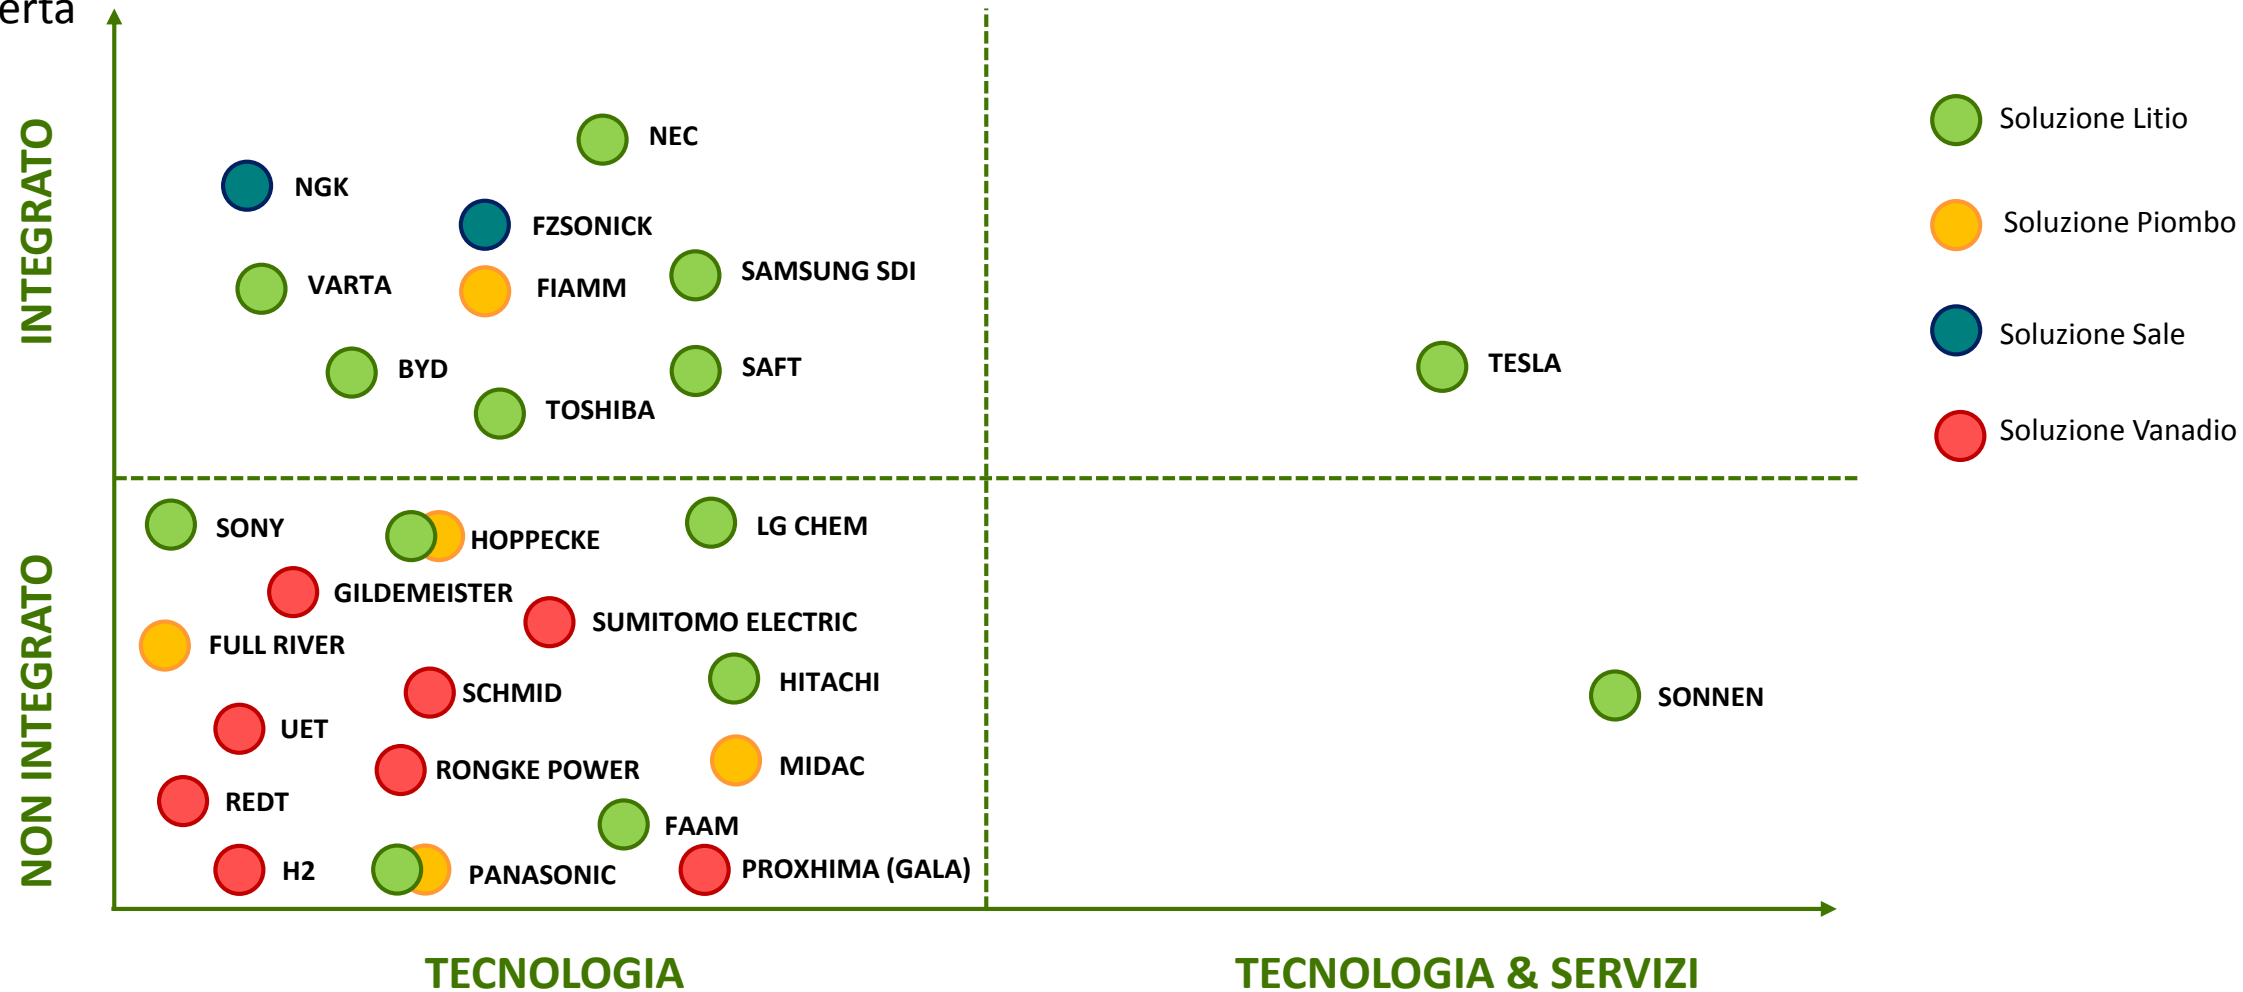 erta
INTEGRATO
NEC
NGK
FZSONICK
SAMSUNG SDI
VARTA
FIAMM
BYD
SAFT
TOSHIBA
TESLA
Soluzione Litio
Soluzione Piombo
Soluzione Sale
Soluzione Vanadio
NON INTEGRATO
SONY
HOPPECKE
LG CHEM
GILDEMEISTER
SUMITOMO ELECTRIC
FULL RIVER
SCHMID
HITACHI
SONNEN
UET
RONGKE POWER
MIDAC
REDT
FAAM
H2
PANASONIC
PROXHIMA (GALA)
TECNOLOGIA
TECNOLOGIA & SERVIZI